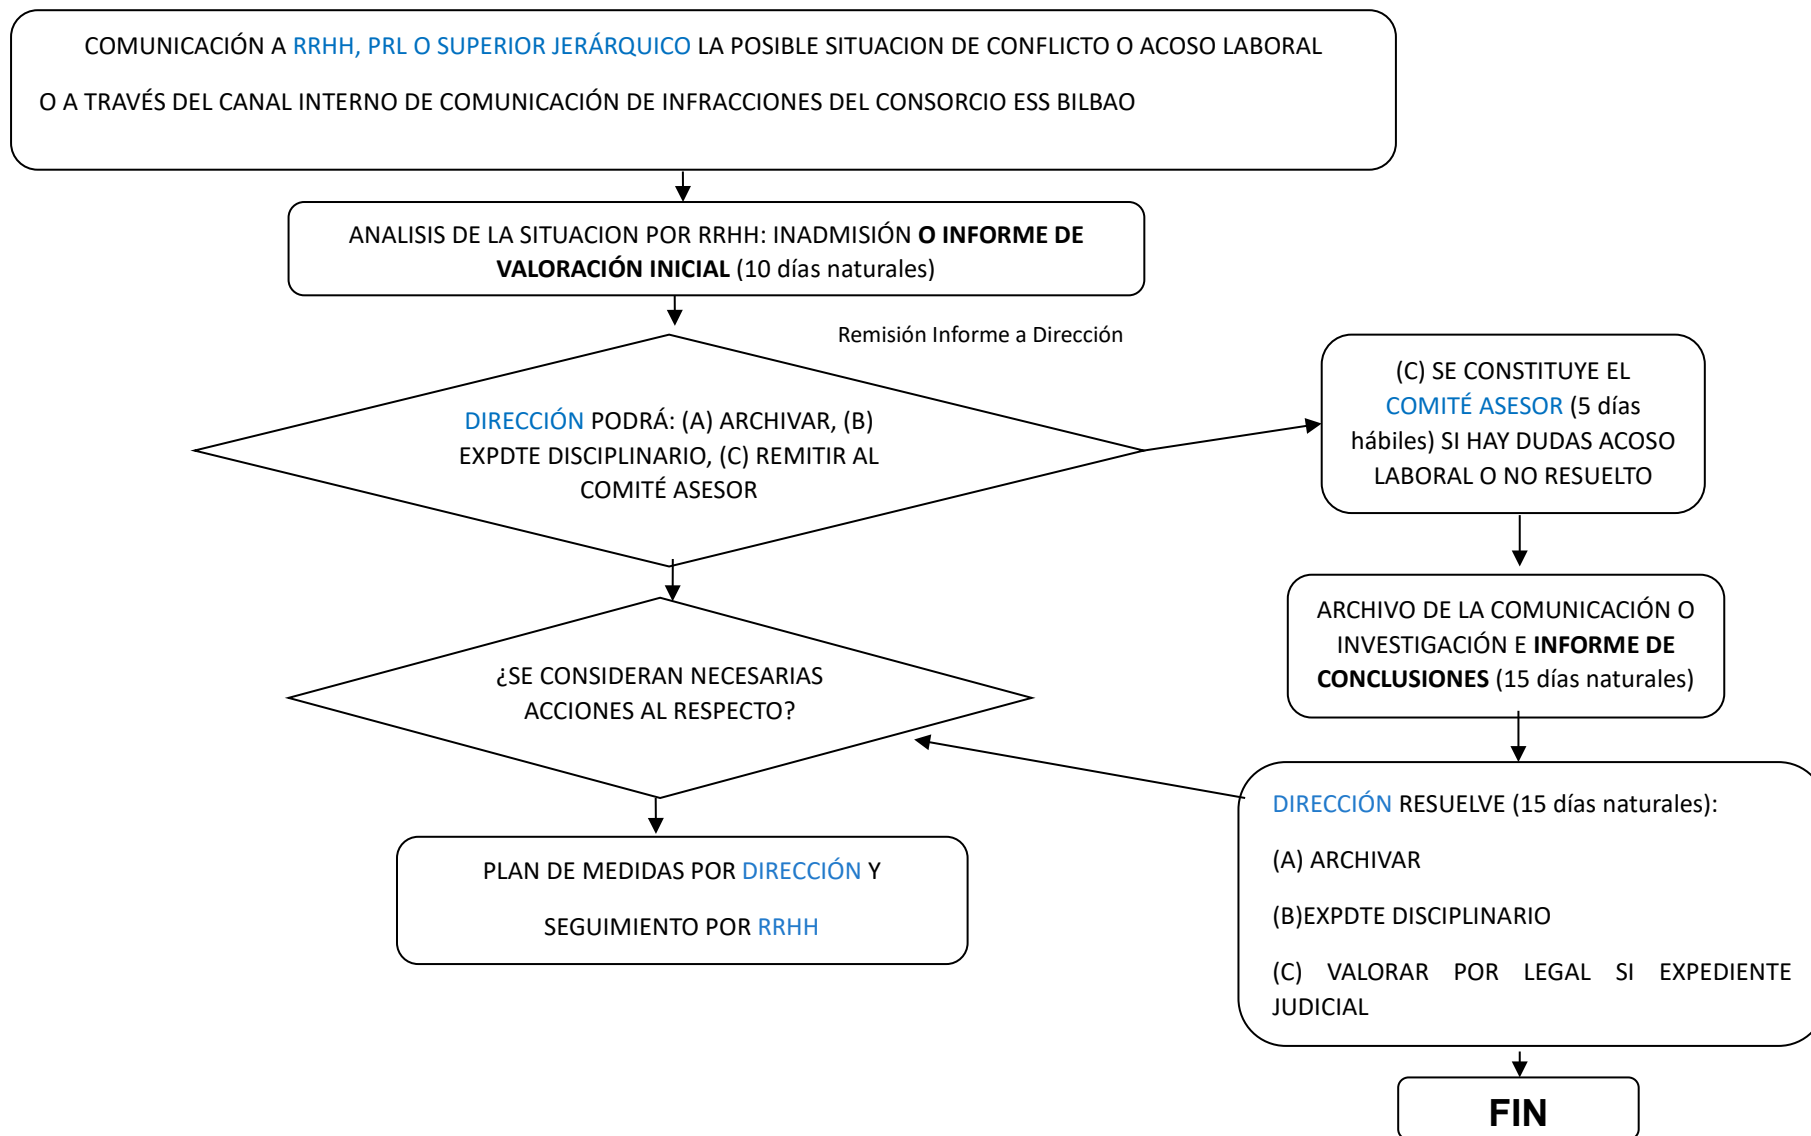 COMUNICACIÓN A RRHH, PRL O SUPERIOR JERÁRQUICO LA POSIBLE SITUACION DE CONFLICTO O ACOSO LABORAL
O A TRAVÉS DEL CANAL INTERNO DE COMUNICACIÓN DE INFRACCIONES DEL CONSORCIO ESS BILBAO
ANALISIS DE LA SITUACION POR RRHH: INADMISIÓN O INFORME DE
VALORACIÓN INICIAL (10 días naturales)
Remisión Informe a Dirección
DIRECCIÓN PODRÁ: (A) ARCHIVAR, (B)
EXPDTE DISCIPLINARIO, (C) REMITIR AL
COMITÉ ASESOR
(C) SE CONSTITUYE EL
COMITÉ ASESOR (5 días
hábiles) SI HAY DUDAS ACOSO
LABORAL O NO RESUELTO
ARCHIVO DE LA COMUNICACIÓN O
INVESTIGACIÓN E INFORME DE
CONCLUSIONES (15 días naturales)
¿SE CONSIDERAN NECESARIAS
ACCIONES AL RESPECTO?
DIRECCIÓN RESUELVE (15 días naturales):
(A) ARCHIVAR
(B)EXPDTE DISCIPLINARIO
(C) VALORAR POR LEGAL SI EXPEDIENTE
JUDICIAL
PLAN DE MEDIDAS POR DIRECCIÓN Y
SEGUIMIENTO POR RRHH
FIN